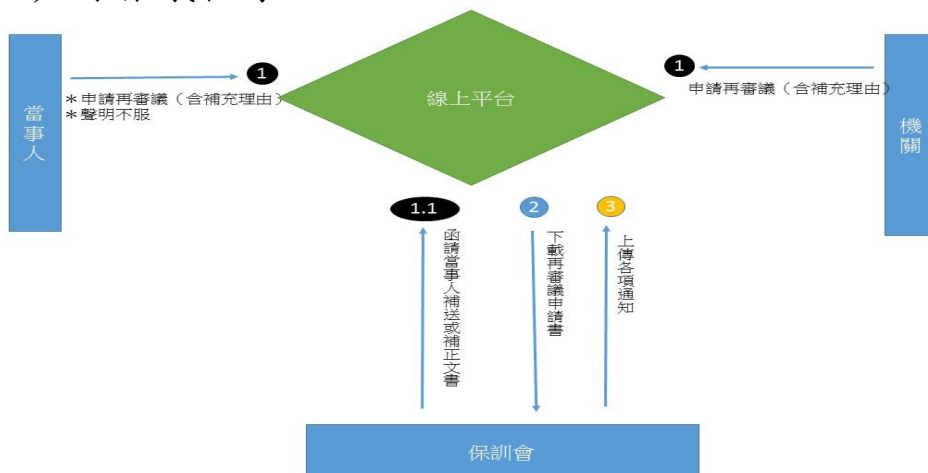 當事人
1
＊申請再審議（含補充理由）
＊聲明不服
線上平台
1
申請再審議（含補充理由）
機關
1.1
函請當事人補送或補正文書
2
下載再審議申請書
3
上傳各項通知
保訓會